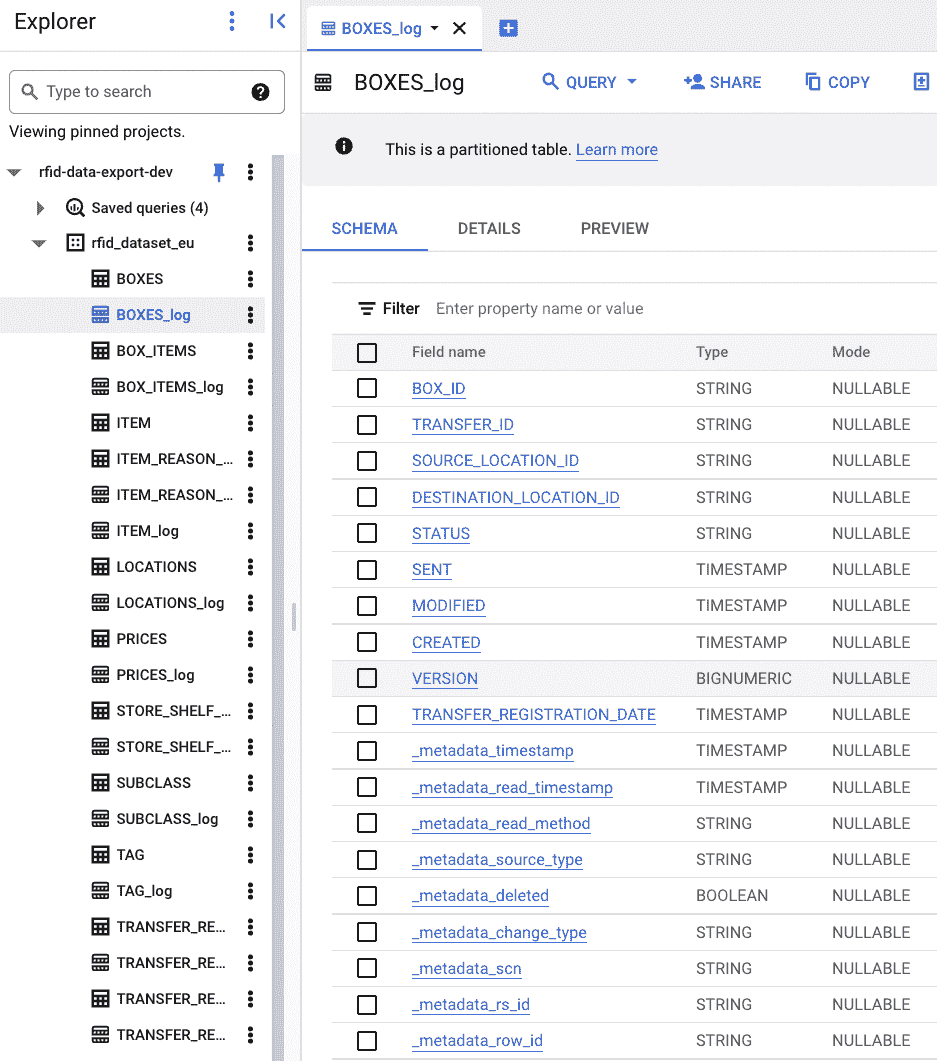 Explorer
Type to search
Viewing pinned projects.
rfid-data-export-dev
Saved queries (4)
rfid_dataset_eu
BOXES
BOXES_log
BOX_ITEMS
BOX_ITEMS_log
ITEM
ITEM_REASON_...
ITEM_REASON_...
ITEM_log
LOCATIONS
LOCATIONS_log
PRICES
PRICES_log
STORE_SHELF_...
STORE_SHELF_...
SUBCLASS
SUBCLASS_log
TAG
TAG_log
TRANSFER_RE...
TRANSFER_RE...
TRANSFER_RE...
TRANSFER_RE...
BOXES_log
BOXES_log QUERY SHARE COPY
This is a partitioned table. Learn more
SCHEMA DETAILS PREVIEW
Filter Enter property name or value
Field name Type Mode
BOX_ID STRING NULLABLE
TRANSFER_ID STRING NULLABLE
SOURCE_LOCATION_ID STRING NULLABLE
DESTINATION_LOCATION_ID STRING NULLABLE
STATUS STRING NULLABLE
SENT TIMESTAMP NULLABLE
MODIFIED TIMESTAMP NULLABLE
CREATED TIMESTAMP NULLABLE
VERSION BIGNUMERIC NULLABLE
TRANSFER_REGISTRATION_DATE TIMESTAMP NULLABLE
_metadata_timestamp TIMESTAMP NULLABLE
_metadata_read_timestamp TIMESTAMP NULLABLE
_metadata_read_method STRING NULLABLE
_metadata_source_type STRING NULLABLE
_metadata_deleted BOOLEAN NULLABLE
_metadata_change_type STRING NULLABLE
_metadata_scn STRING NULLABLE
_metadata_rs_id STRING NULLABLE
_metadata_row_id STRING NULLABLE